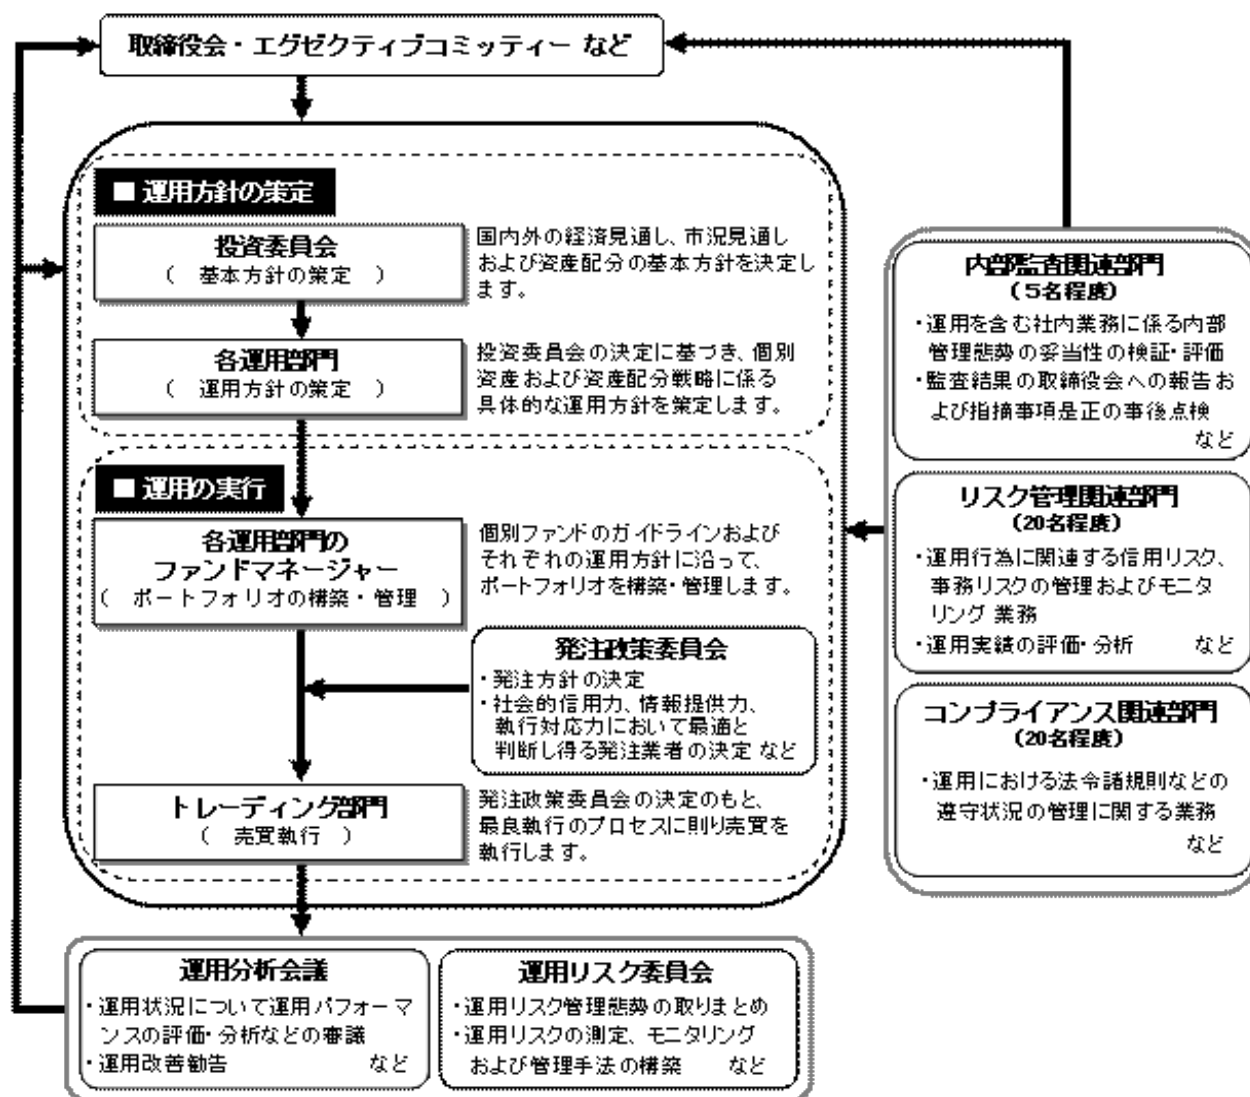 取締役会・エグゼクティブコミッティー など
■ 運用方針の策定
投資委員会
（ 基本方針の策定 ）
国内外の経済見通し、市況見通し
および資産配分の基本方針を決定し
ます。
各運用部門
（ 運用方針の策定 ）
投資委員会の決定に基づき、個別
資産および資産配分戦略に係る
具体的な運用方針を策定します。
■ 運用の実行
各運用部門の
ファンドマネージャー
（ ポートフォリオの構築・管理 ）
個別ファンドのガイドラインおよび
それぞれの運用方針に沿って、
ポートフォリオを構築・管理します。
発注政策委員会
・発注方針の決定
・社会的信用力、情報提供力、
執行対応力において最適と
判断し得る発注業者の決定 など
トレーディング部門
（ 売買執行 ）
発注政策委員会の決定のもと、
最良執行のプロセスに則り売買を
執行します。
内部監査関連部門
（5名程度）
・運用を含む社内業務に係る内部
管理態勢の妥当性の検証・評価
・監査結果の取締役会への報告お
よび指摘事項是正の事後点検
など
リスク管理関連部門
（20名程度）
・運用行為に関連する信用リスク、
事務リスクの管理およびモニタ
リング 業務
・運用実績の評価・分析 など
コンプライアンス関連部門
（20名程度）
・運用における法令諸規則などの
遵守状況の管理に関する業務
など
運用分析会議
・運用状況について運用パフォーマ
ンスの評価・分析などの審議
・運用改善勧告 など
運用リスク委員会
・運用リスク管理態勢の取りまとめ
・運用リスクの測定、モニタリング
および管理手法の構築 など